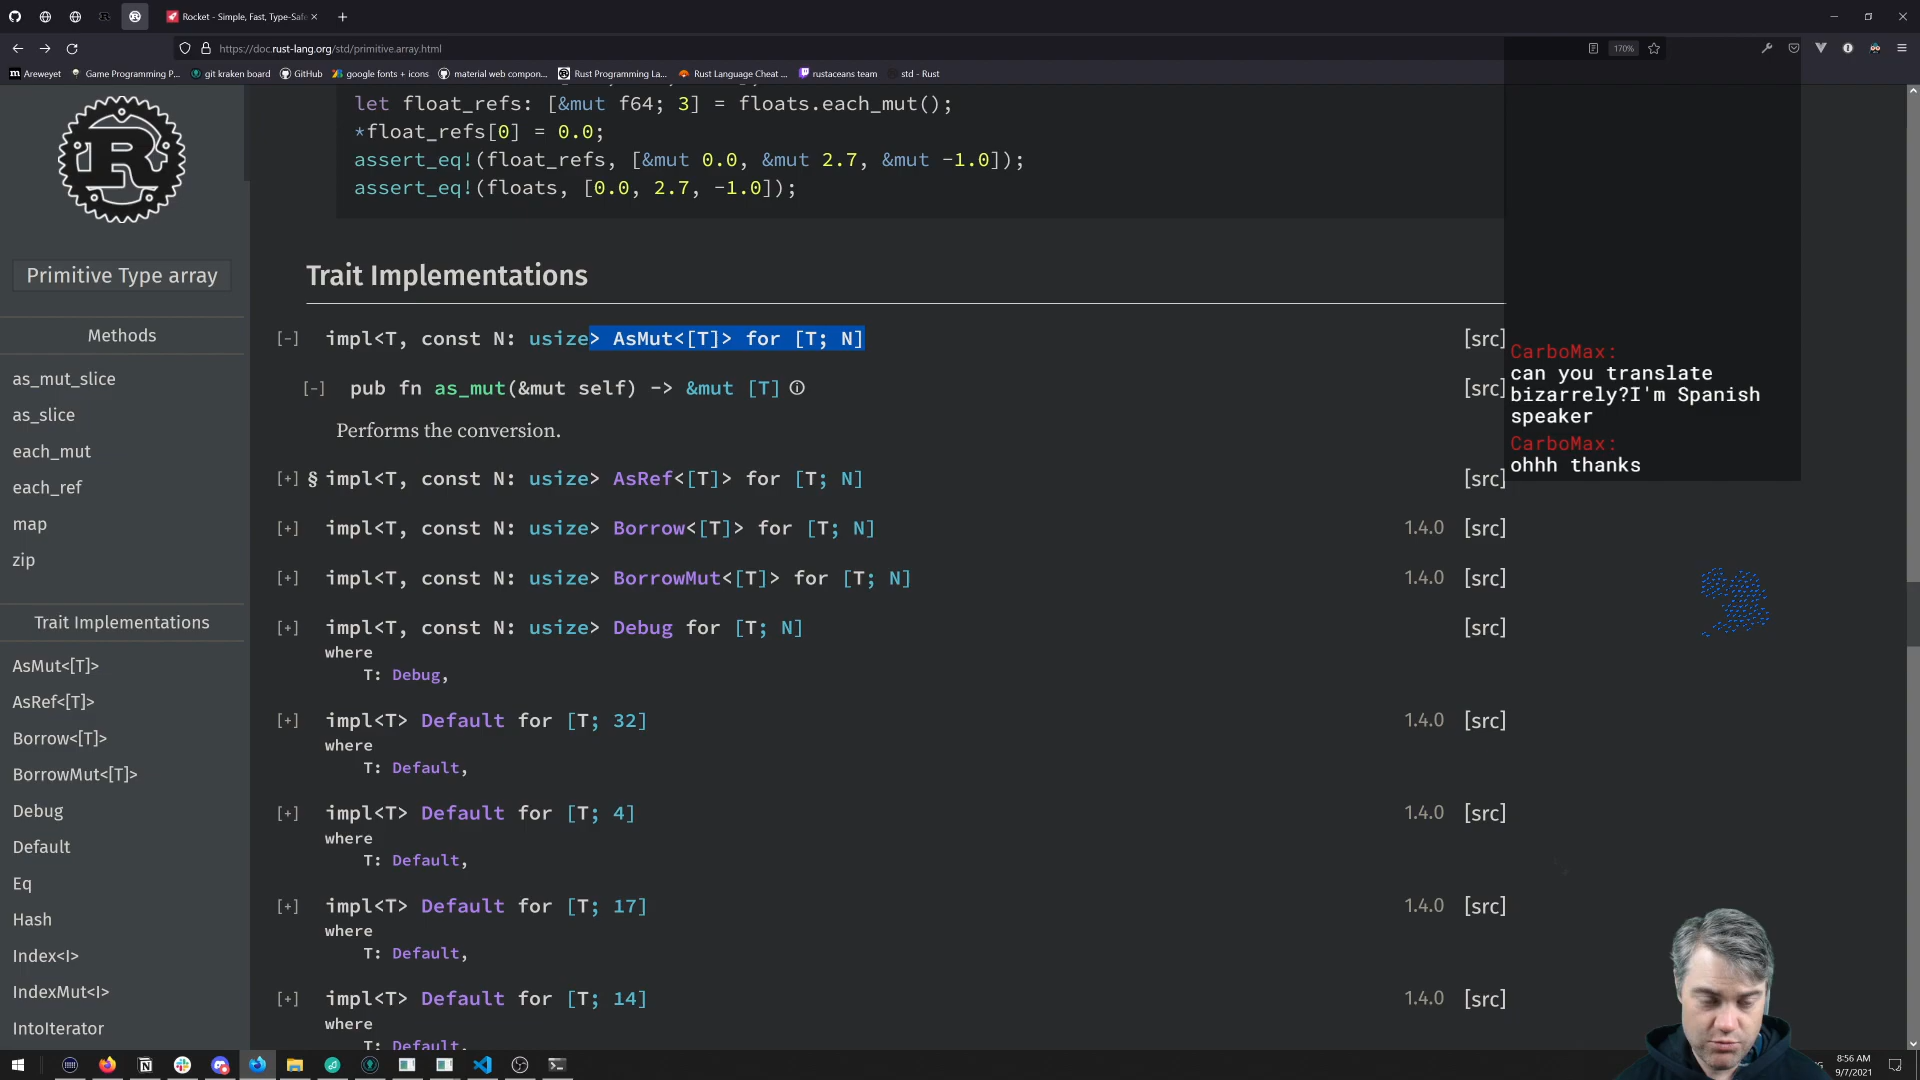 Rocket - Simple, Fast, Type-Safe
https://doc.rust-lang.org/std/primitive.array.html
170%
Areweyet
Game Programming P...
git kraken board
GitHub
google fonts + icons
material web compon...
Rust Programming La...
Rust Language Cheat ...
rustaceans team
std - Rust
Primitive Type array
Methods
as_mut_slice
as_slice
each_mut
each_ref
map
zip
Trait Implementations
AsMut<[T]>
AsRef<[T]>
Borrow<[T]>
BorrowMut<[T]>
Debug
Default
Eq
Hash
Index<I>
IndexMut<I>
IntoIterator
let float_refs: [&mut f64; 3] = floats.each_mut();
*float_refs[0] = 0.0;
assert_eq!(float_refs, [&mut 0.0, &mut 2.7, &mut -1.0]);
assert_eq!(floats, [0.0, 2.7, -1.0]);
Trait Implementations
[-] impl<T, const N: usize> AsMut<[T]> for [T; N] [src]
[-] pub fn as_mut(&mut self) -> &mut [T] ⓘ [src]
Performs the conversion.
[+] § impl<T, const N: usize> AsRef<[T]> for [T; N] [src]
[+] impl<T, const N: usize> Borrow<[T]> for [T; N] 1.4.0 [src]
[+] impl<T, const N: usize> BorrowMut<[T]> for [T; N] 1.4.0 [src]
[+] impl<T, const N: usize> Debug for [T; N] [src]
where
T: Debug,
[+] impl<T> Default for [T; 32] 1.4.0 [src]
where
T: Default,
[+] impl<T> Default for [T; 4] 1.4.0 [src]
where
T: Default,
[+] impl<T> Default for [T; 17] 1.4.0 [src]
where
T: Default,
[+] impl<T> Default for [T; 14] 1.4.0 [src]
where
T: Default,
CarboMax:
can you translate
bizarrely?I'm Spanish
speaker
CarboMax:
ohhh thanks
8:56 AM
9/7/2021